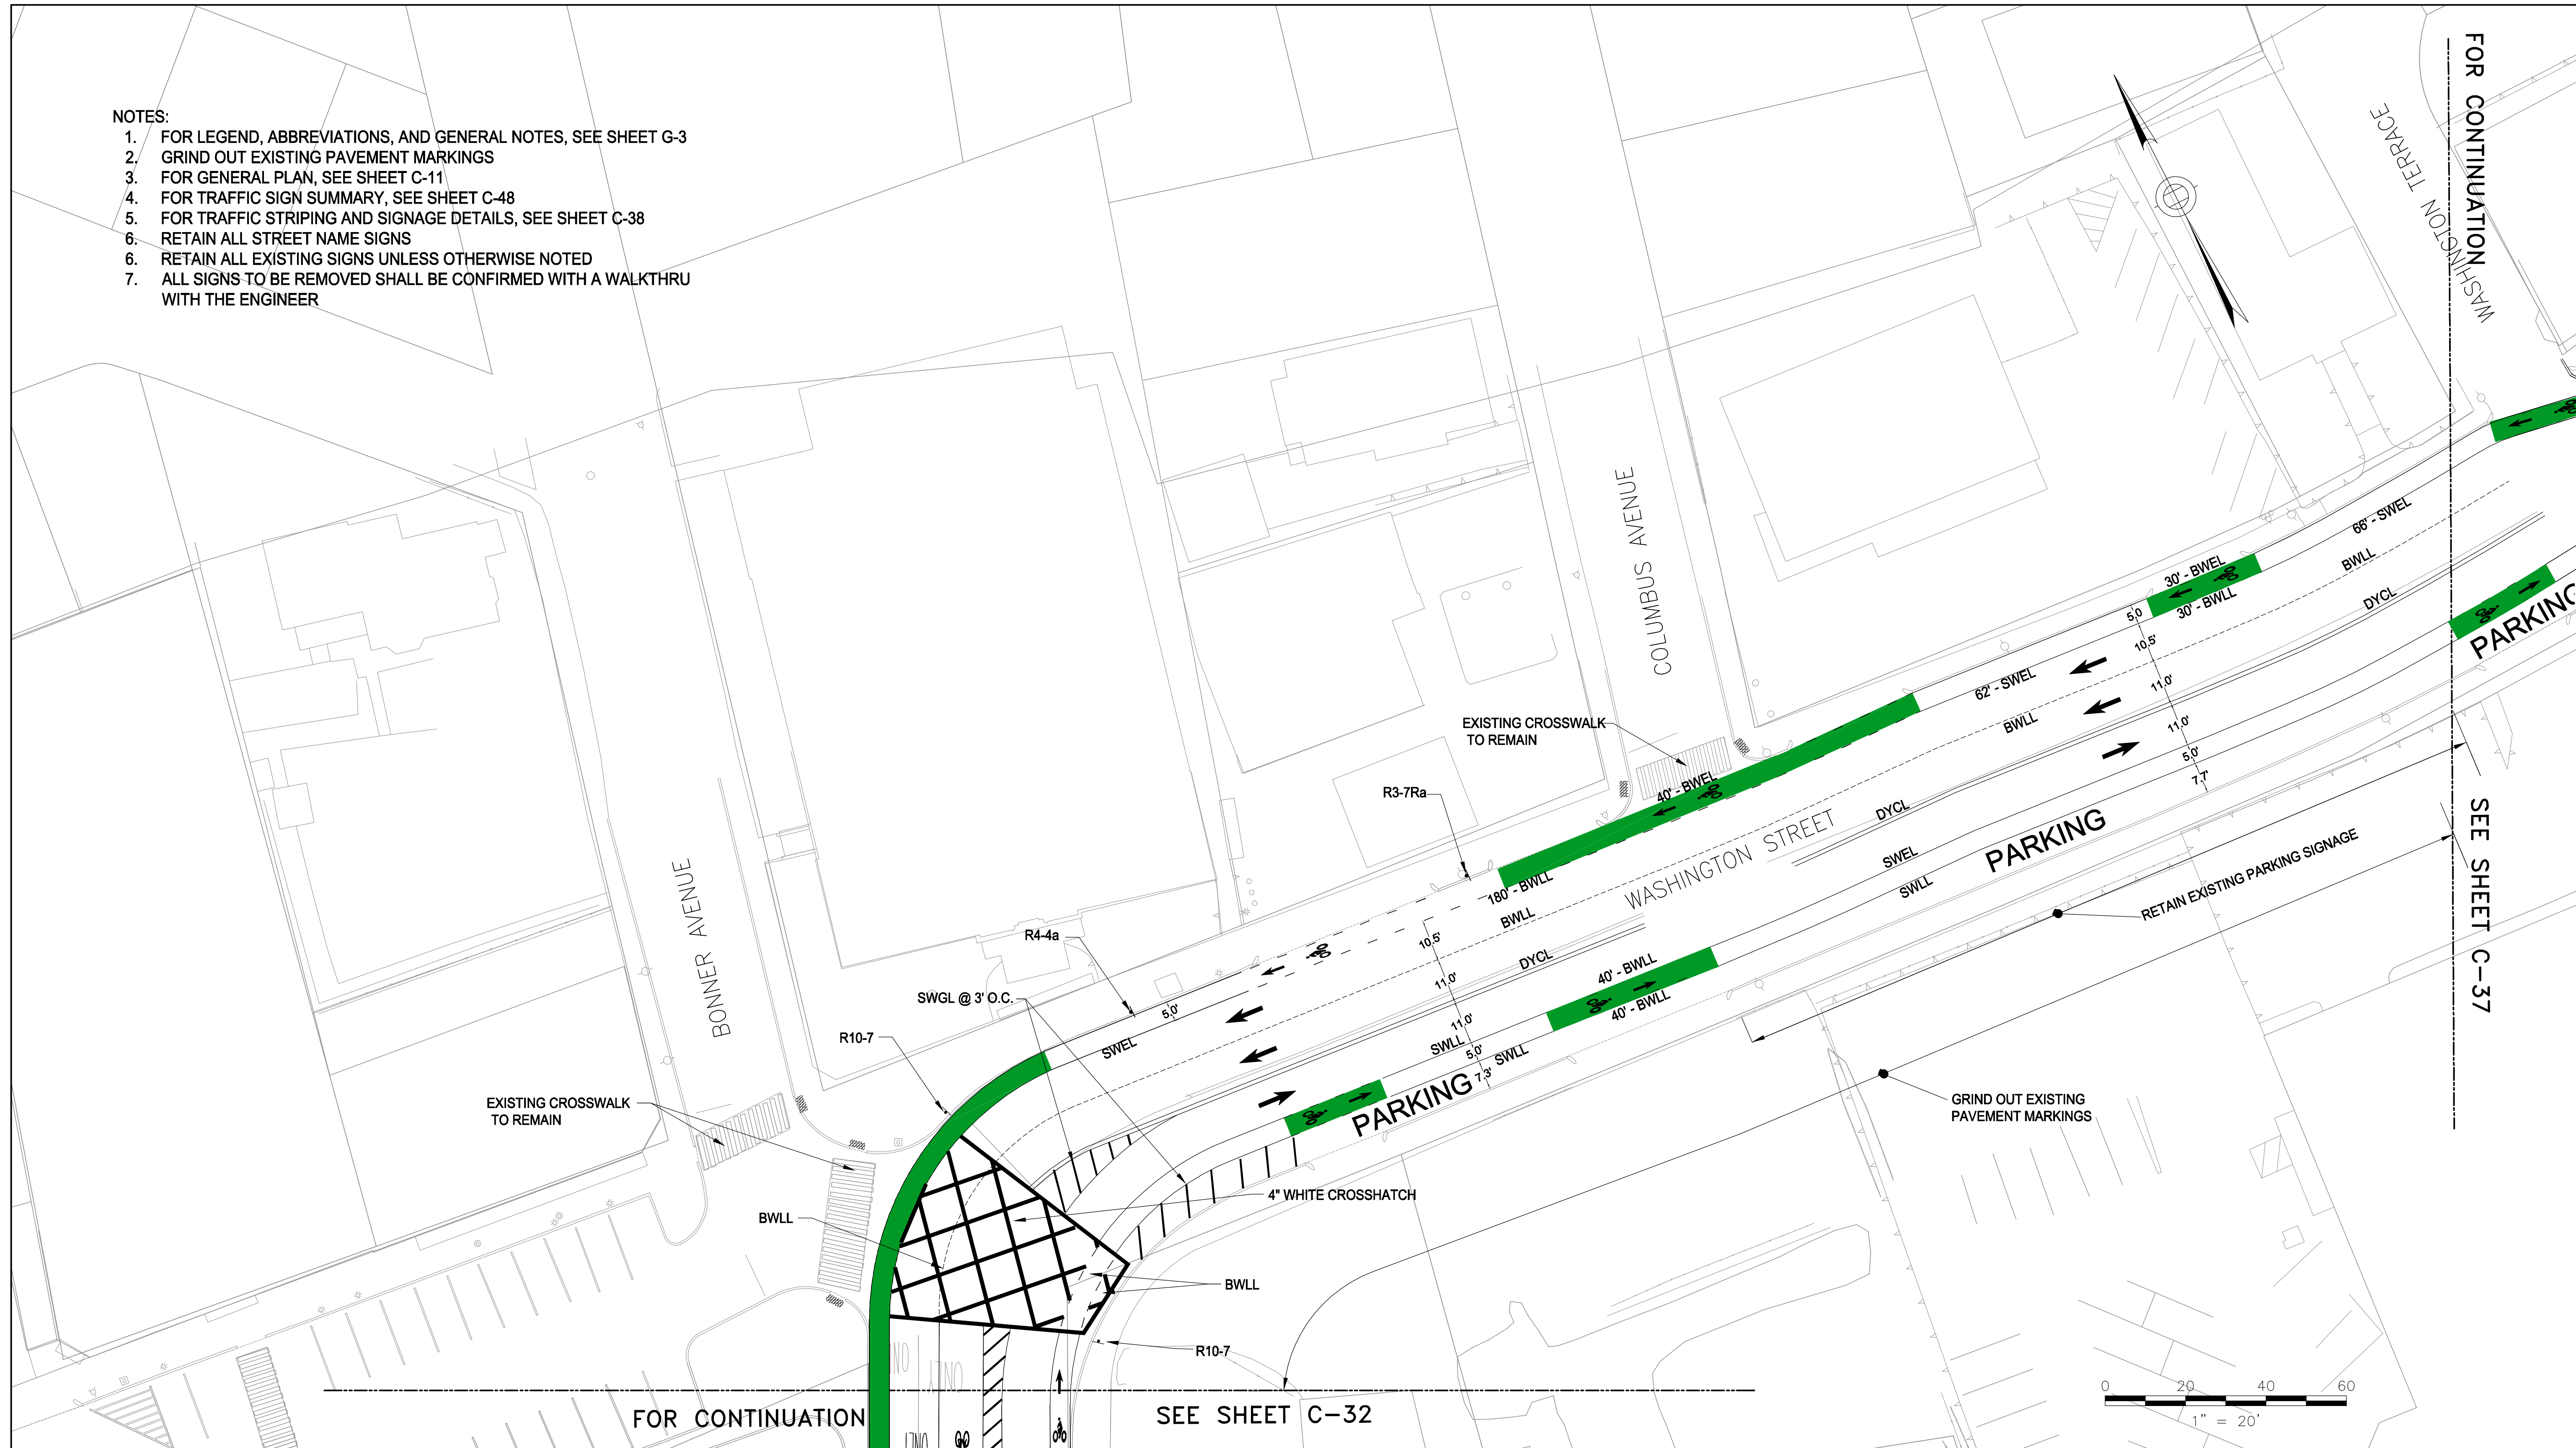 NOTES:
1. FOR LEGEND, ABBREVIATIONS, AND GENERAL NOTES, SEE SHEET G-3
2. GRIND OUT EXISTING PAVEMENT MARKINGS
3. FOR GENERAL PLAN, SEE SHEET C-11
4. FOR TRAFFIC SIGN SUMMARY, SEE SHEET C-48
5. FOR TRAFFIC STRIPING AND SIGNAGE DETAILS, SEE SHEET C-38
6. RETAIN ALL STREET NAME SIGNS
6. RETAIN ALL EXISTING SIGNS UNLESS OTHERWISE NOTED
7. ALL SIGNS TO BE REMOVED SHALL BE CONFIRMED WITH A WALKTHRU
WITH THE ENGINEER
FOR CONTINUATION
SEE SHEET C-37
WASHINGTON TERRACE
66' - SWEL
BWLL
DYCL
30' - BWEL
30' - BWLL
PARKING
5.0'
10.5'
11.0'
11.0'
5.0'
7.7'
62' - SWEL
BWLL
COLUMBUS AVENUE
EXISTING CROSSWALK
TO REMAIN
40' - BWEL
R3-7Ra
180' - BWLL
BWLL
WASHINGTON STREET
DYCL
SWEL
SWLL
PARKING
RETAIN EXISTING PARKING SIGNAGE
BONNER AVENUE
R4-4a
SWGL @ 3' O.C.
5.0'
R10-7
SWEL
10.5'
11.0'
11.0'
5.0'
7.3'
DYCL
40' - BWLL
40' - BWLL
SWLL
SWLL
PARKING
EXISTING CROSSWALK
TO REMAIN
GRIND OUT EXISTING
PAVEMENT MARKINGS
4" WHITE CROSSHATCH
BWLL
BWLL
R10-7
ONLY
FOR CONTINUATION
SEE SHEET C-32
0 20 40 60
1" = 20'